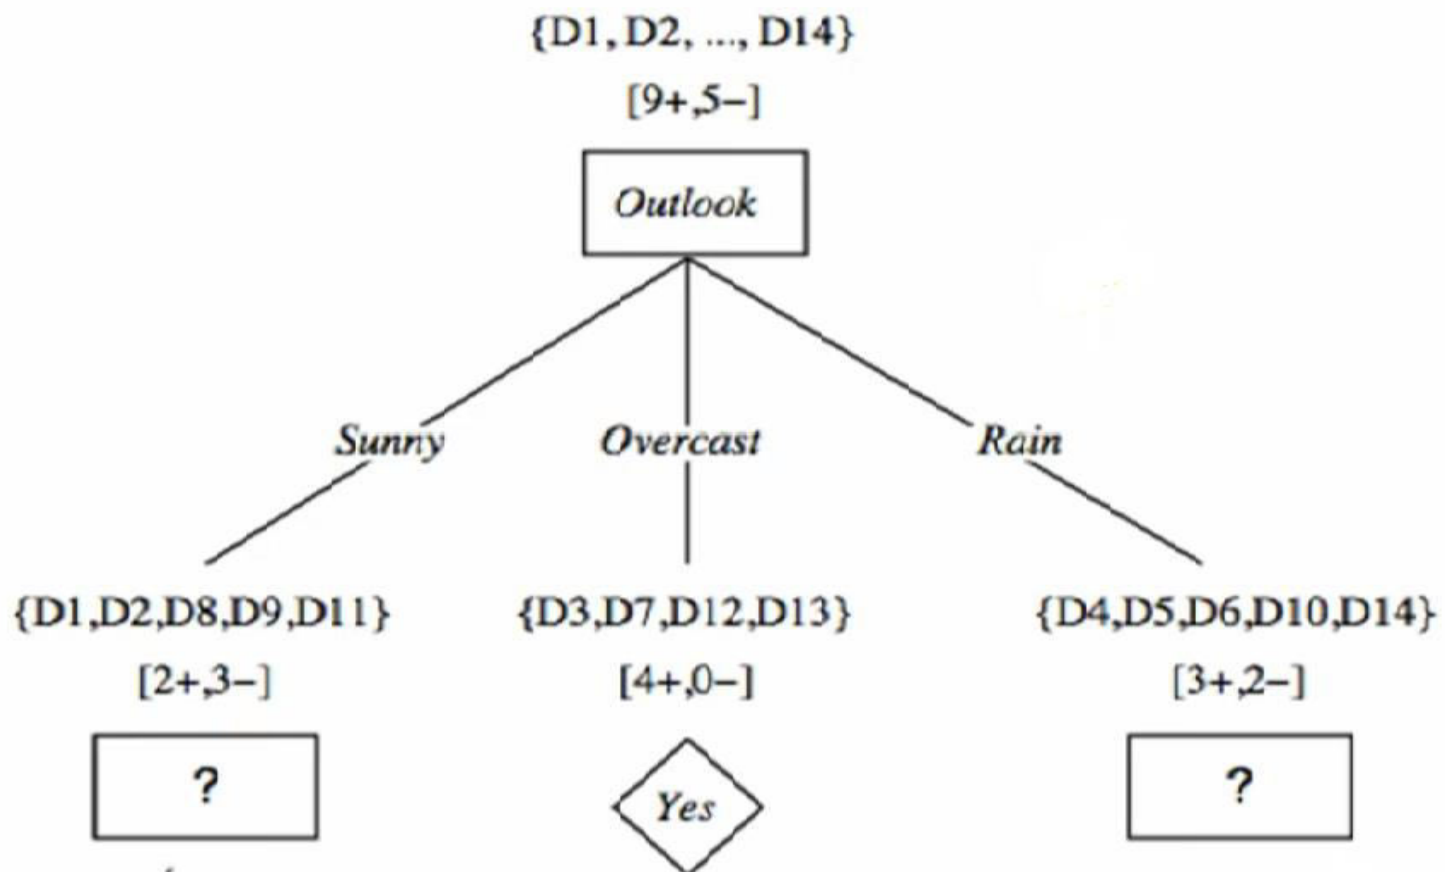 {D1, D2, ..., D14}
[9+,5−]
Outlook
Sunny Overcast Rain
{D1,D2,D8,D9,D11} {D3,D7,D12,D13} {D4,D5,D6,D10,D14}
[2+,3−] [4+,0−] [3+,2−]
? Yes ?